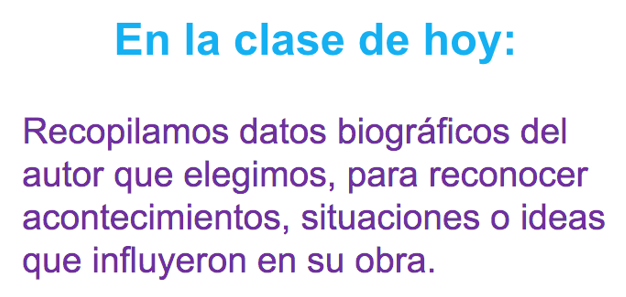 En la clase de hoy:
Recopilamos datos biográficos del
autor que elegimos, para reconocer
acontecimientos, situaciones o ideas
que influyeron en su obra.